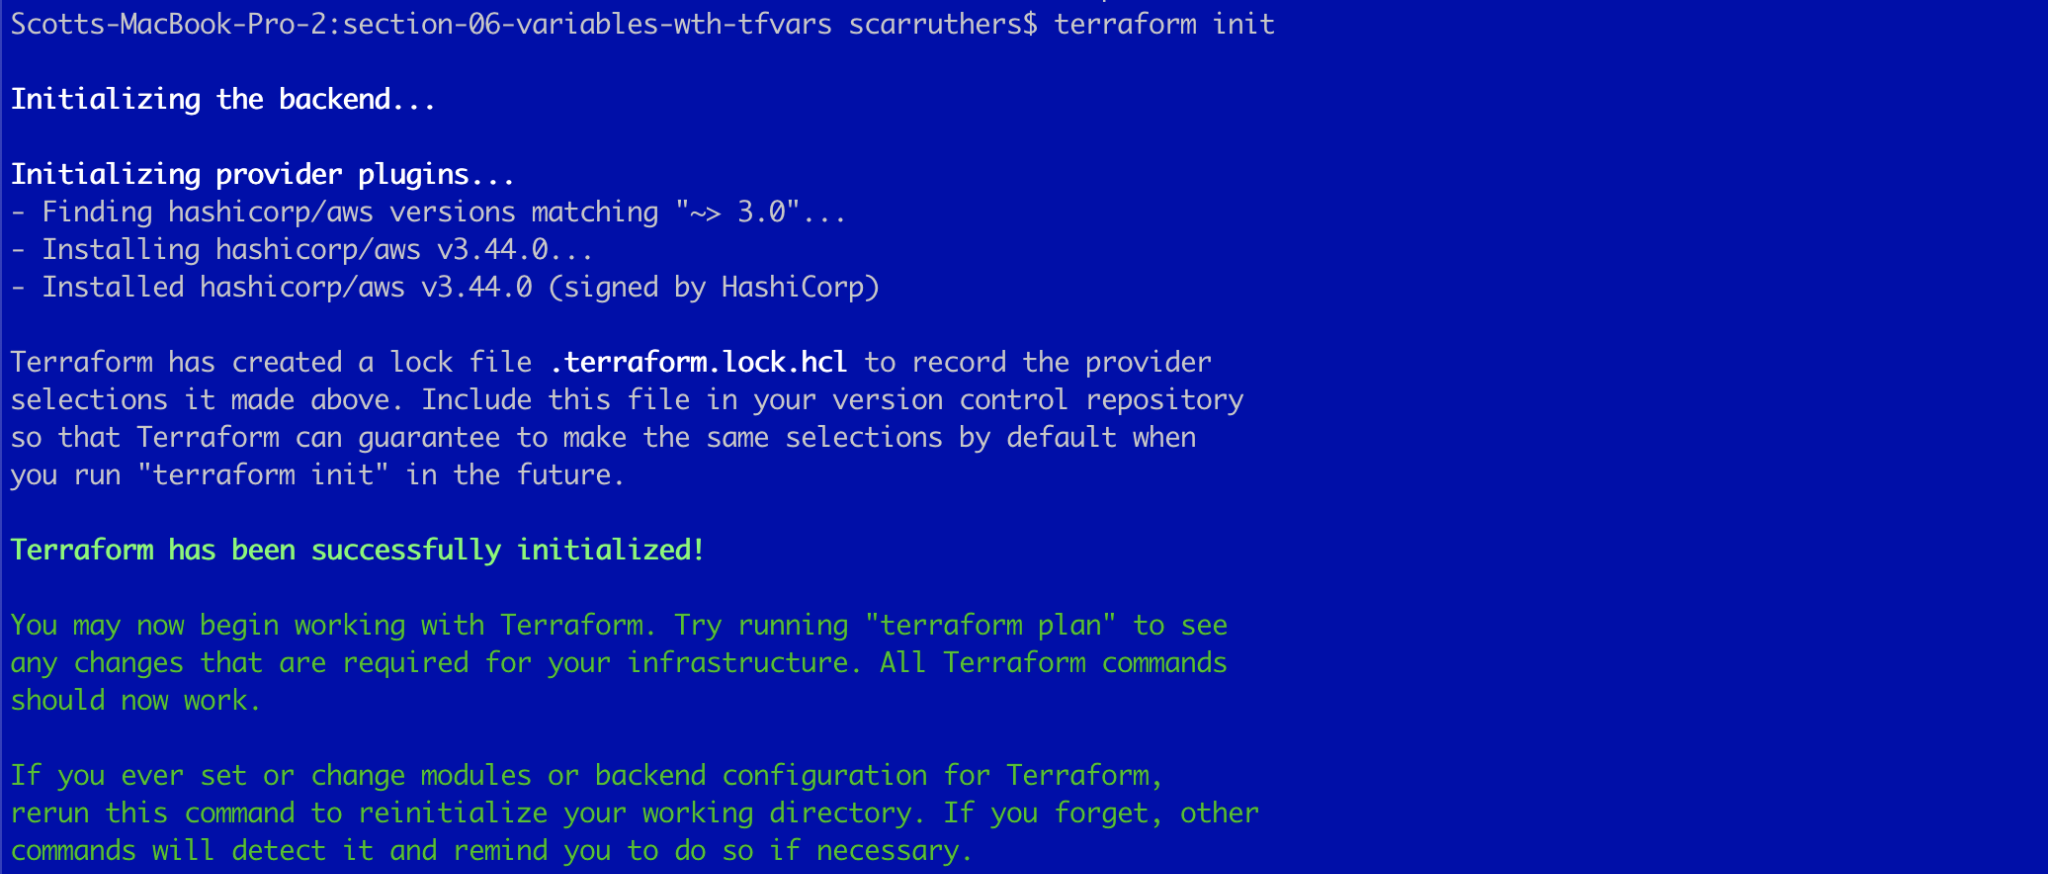 Scotts-MacBook-Pro-2:section-06-variables-wth-tfvars scarruthers$ terraform init
Initializing the backend...
Initializing provider plugins...
- Finding hashicorp/aws versions matching "~> 3.0"...
- Installing hashicorp/aws v3.44.0...
- Installed hashicorp/aws v3.44.0 (signed by HashiCorp)
Terraform has created a lock file .terraform.lock.hcl to record the provider
selections it made above. Include this file in your version control repository
so that Terraform can guarantee to make the same selections by default when
you run "terraform init" in the future.
Terraform has been successfully initialized!
You may now begin working with Terraform. Try running "terraform plan" to see
any changes that are required for your infrastructure. All Terraform commands
should now work.
If you ever set or change modules or backend configuration for Terraform,
rerun this command to reinitialize your working directory. If you forget, other
commands will detect it and remind you to do so if necessary.